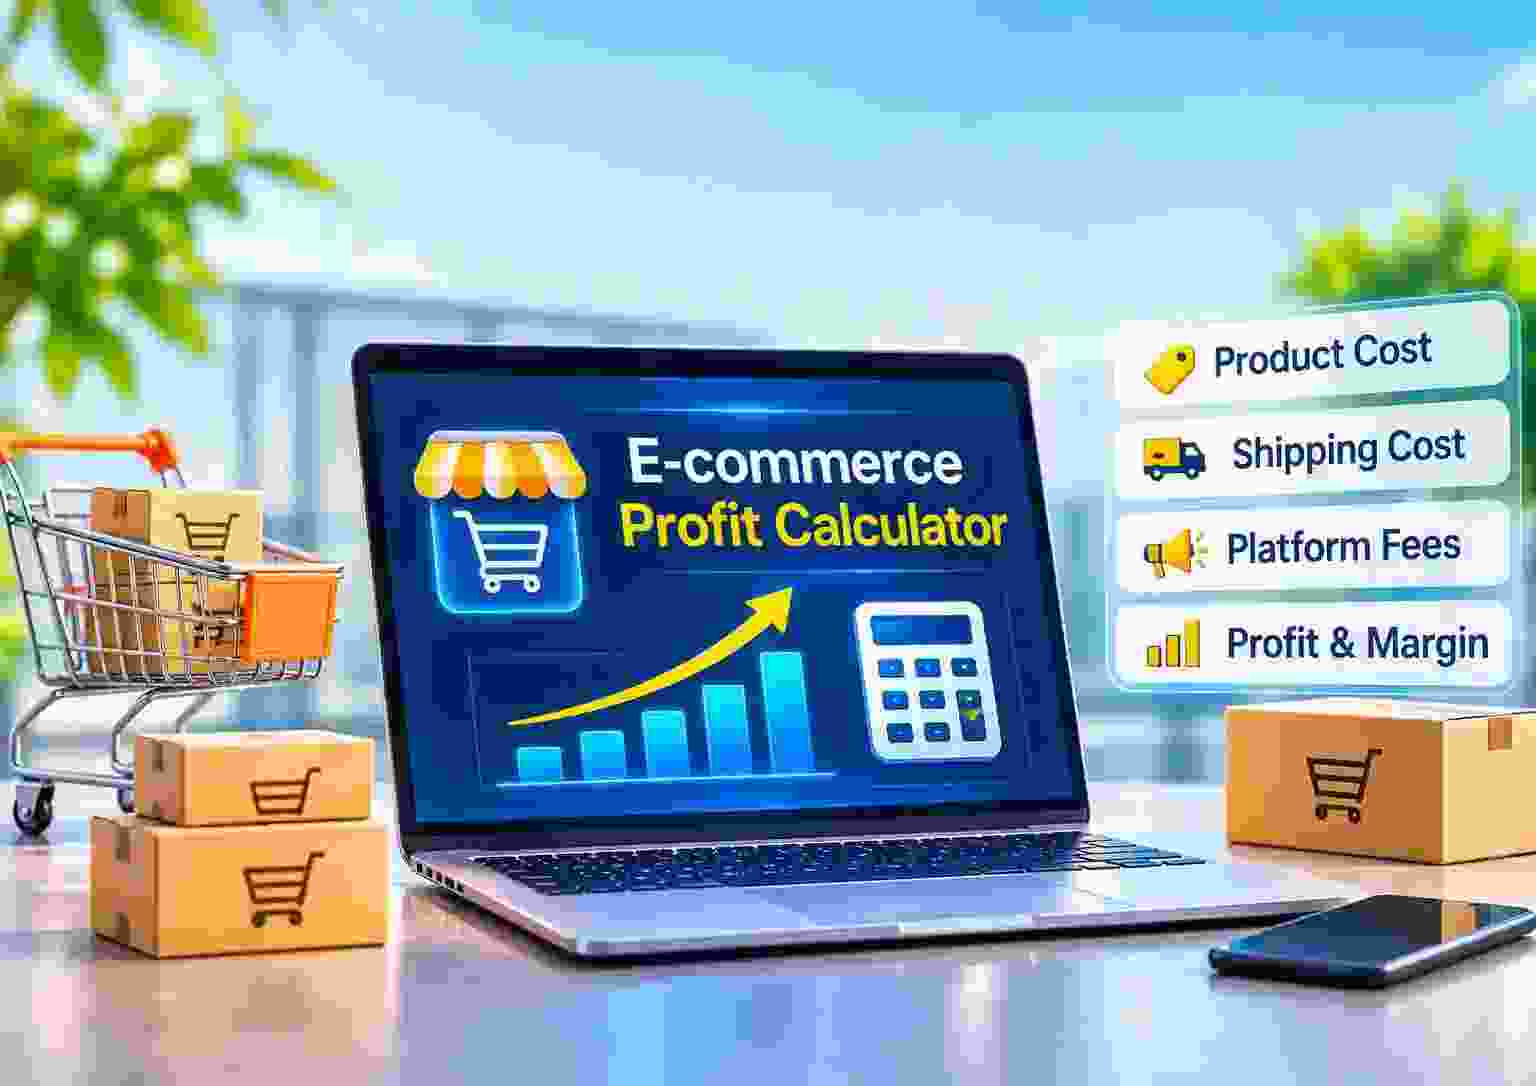 E-commerce
Profit Calculator
Product Cost
Shipping Cost
Platform Fees
Profit & Margin